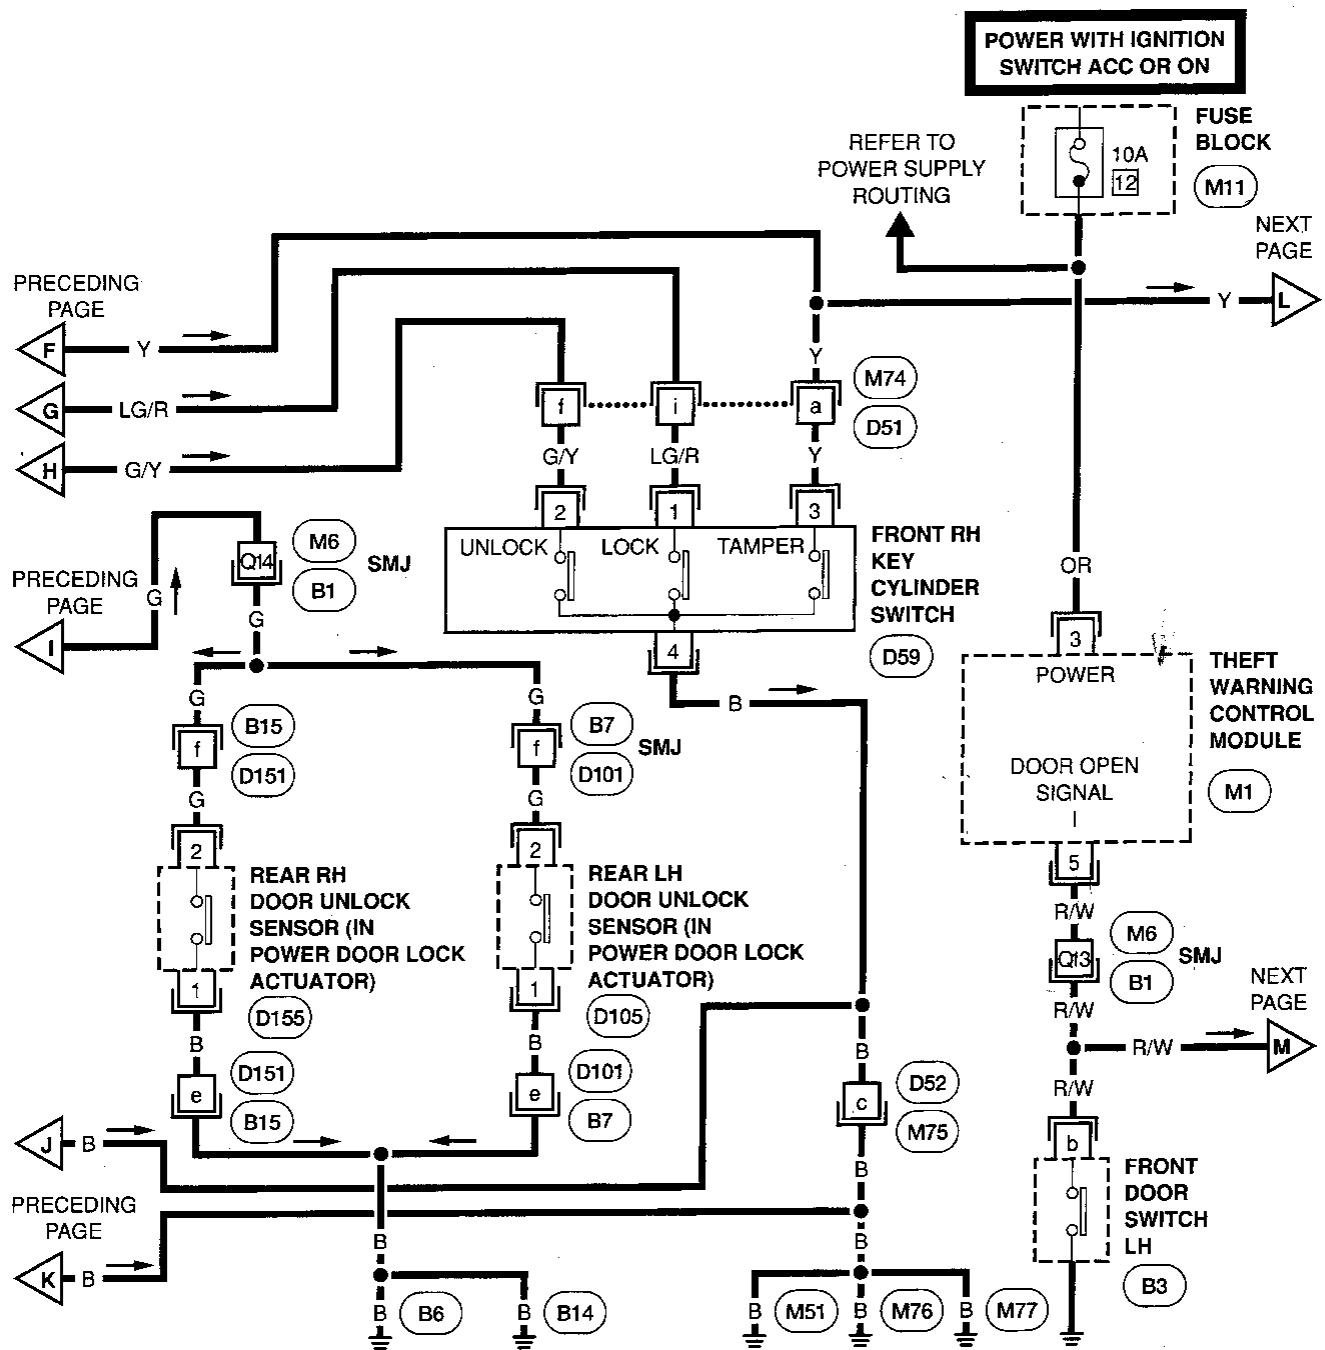 POWER WITH IGNITION
SWITCH ACC OR ON
FUSE
BLOCK
10A
12
M11
REFER TO
POWER SUPPLY
ROUTING
NEXT
PAGE
L
Y
PRECEDING
PAGE
F
Y
G
LG/R
H
G/Y
Y
M74
f
i
a
D51
G/Y
LG/R
Y
2
1
3
UNLOCK
LOCK
TAMPER
FRONT RH
KEY
CYLINDER
SWITCH
4
D59
B
OR
PRECEDING
PAGE
I
G
Q14
M6
SMJ
B1
G
3
POWER
THEFT
WARNING
CONTROL
MODULE
DOOR OPEN
SIGNAL
M1
5
G
G
B15
f
D151
B7
f
SMJ
D101
G
G
2
2
REAR RH
DOOR UNLOCK
SENSOR (IN
POWER DOOR LOCK
ACTUATOR)
1
D155
REAR LH
DOOR UNLOCK
SENSOR (IN
POWER DOOR LOCK
ACTUATOR)
1
D105
R/W
M6
Q13
SMJ
B1
R/W
NEXT
PAGE
R/W
M
R/W
B
B
B
D151
e
B15
D101
e
B7
D52
c
M75
J
B
B
PRECEDING
PAGE
K
B
B
B
b
FRONT
DOOR
SWITCH
LH
B3
B
B6
B
B14
B
M51
B
M76
B
M77